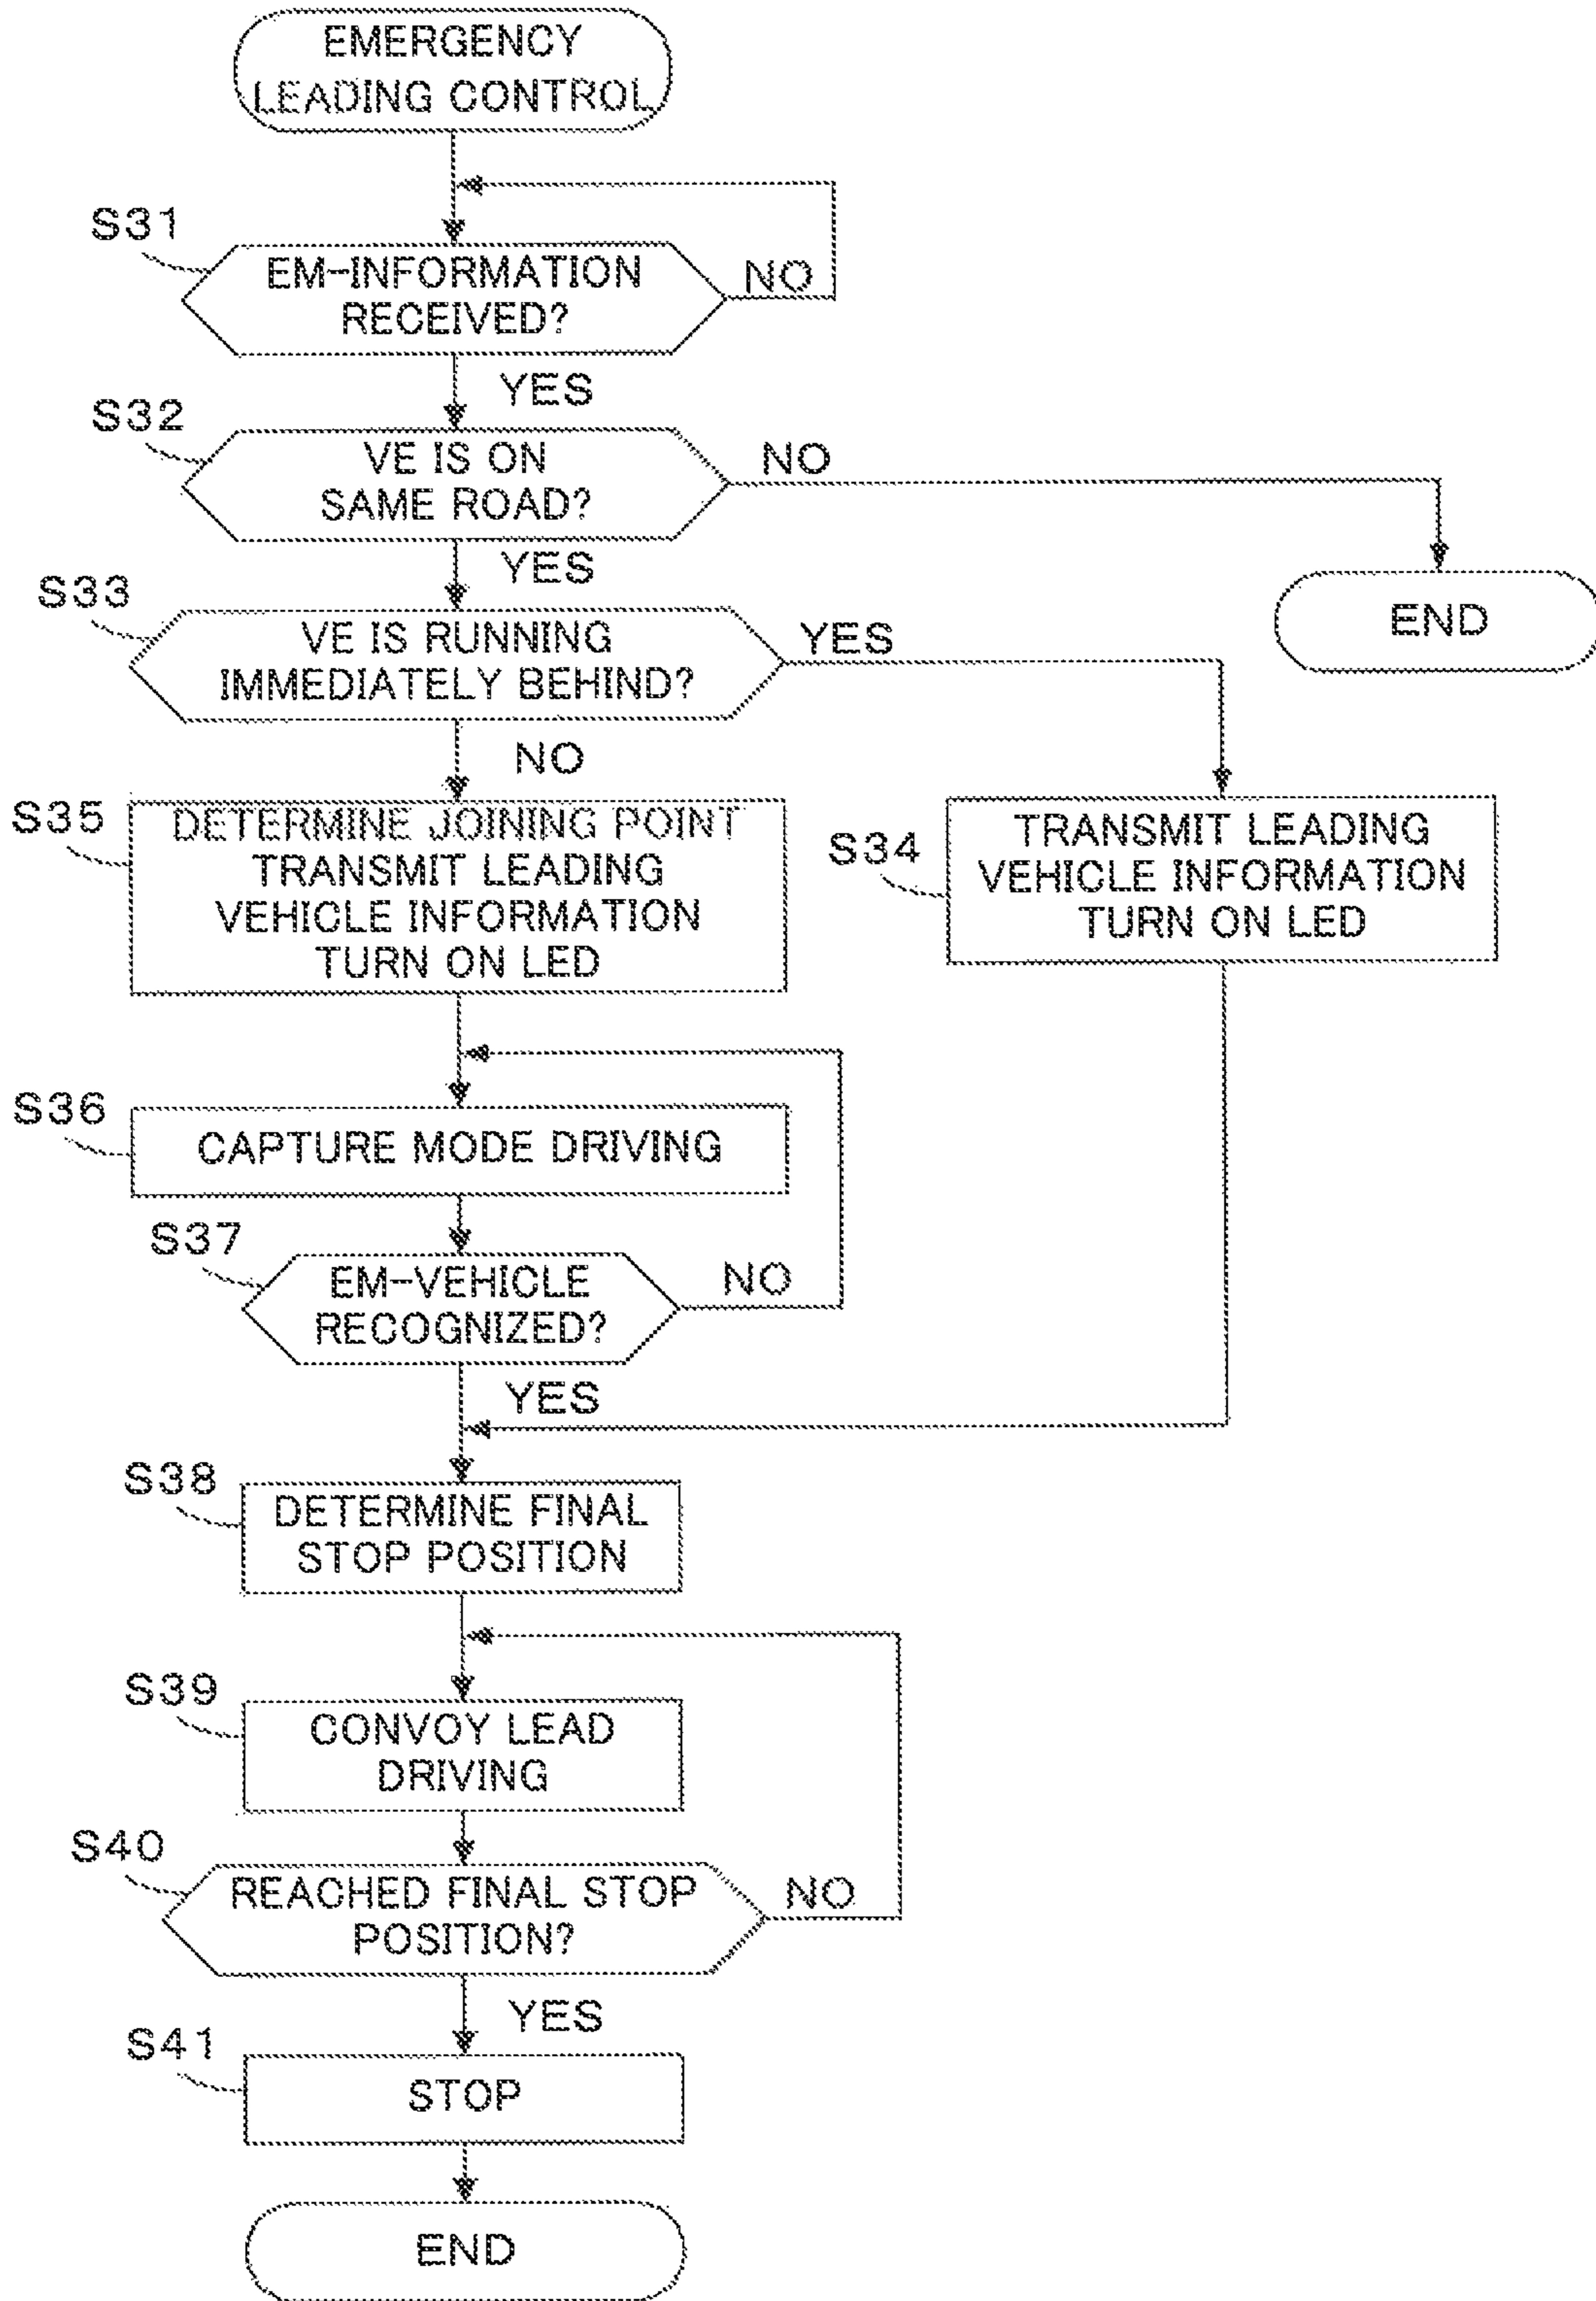 EMERGENCY
LEADING CONTROL
S31
EM-INFORMATION
RECEIVED?
NO
YES
S32
VE IS ON
SAME ROAD?
NO
YES
END
S33
VE IS RUNNING
IMMEDIATELY BEHIND?
YES
NO
S35
DETERMINE JOINING POINT
TRANSMIT LEADING
VEHICLE INFORMATION
TURN ON LED
S34
TRANSMIT LEADING
VEHICLE INFORMATION
TURN ON LED
S36
CAPTURE MODE DRIVING
S37
EM-VEHICLE
RECOGNIZED?
NO
YES
S38
DETERMINE FINAL
STOP POSITION
S39
CONVOY LEAD
DRIVING
S40
REACHED FINAL STOP
POSITION?
NO
YES
S41
STOP
END